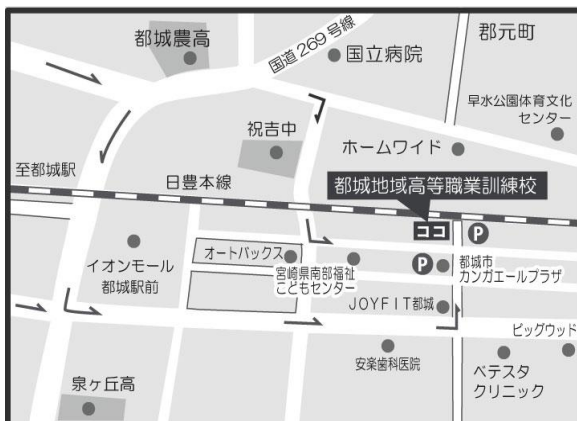 都城農高
国道269号線
国立病院
郡元町
早水公園体育文化
センター
祝吉中
ホームワイド
至都城駅
日豊本線
都城地域高等職業訓練校
ココ
P
イオンモール
都城駅前
オートバックス
宮崎県南部福祉
こどもセンター
P
都城市
カンガエールプラザ
JOYFIT都城
ビッグウッド
安楽歯科医院
ベテスタ
クリニック
泉ヶ丘高